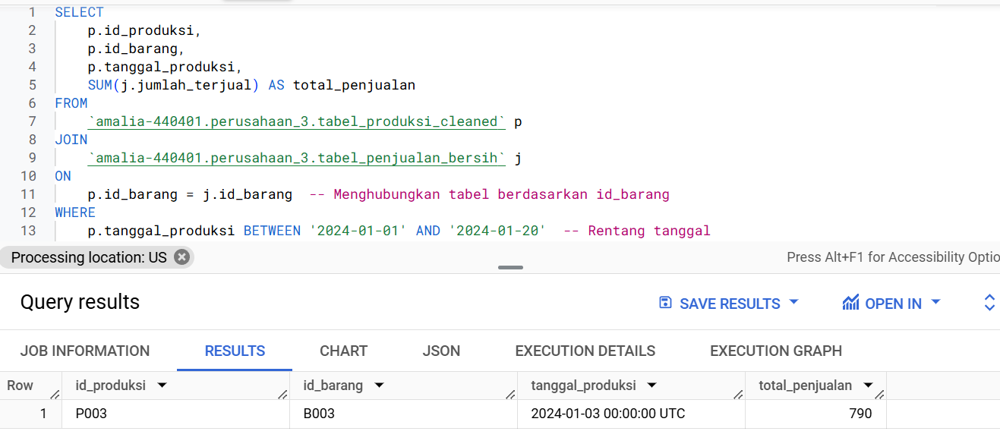 1 SELECT
2 p.id_produksi,
3 p.id_barang,
4 p.tanggal_produksi,
5 SUM(j.jumlah_terjual) AS total_penjualan
6 FROM
7 `amalia-440401.perusahaan_3.tabel_produksi_cleaned` p
8 JOIN
9 `amalia-440401.perusahaan_3.tabel_penjualan_bersih` j
10 ON
11 p.id_barang = j.id_barang -- Menghubungkan tabel berdasarkan id_barang
12 WHERE
13 p.tanggal_produksi BETWEEN '2024-01-01' AND '2024-01-20' -- Rentang tanggal
Processing location: US Press Alt+F1 for Accessibility Optio
Query results SAVE RESULTS OPEN IN
JOB INFORMATION RESULTS CHART JSON EXECUTION DETAILS EXECUTION GRAPH
Row id_produksi id_barang tanggal_produksi total_penjualan
1 P003 B003 2024-01-03 00:00:00 UTC 790